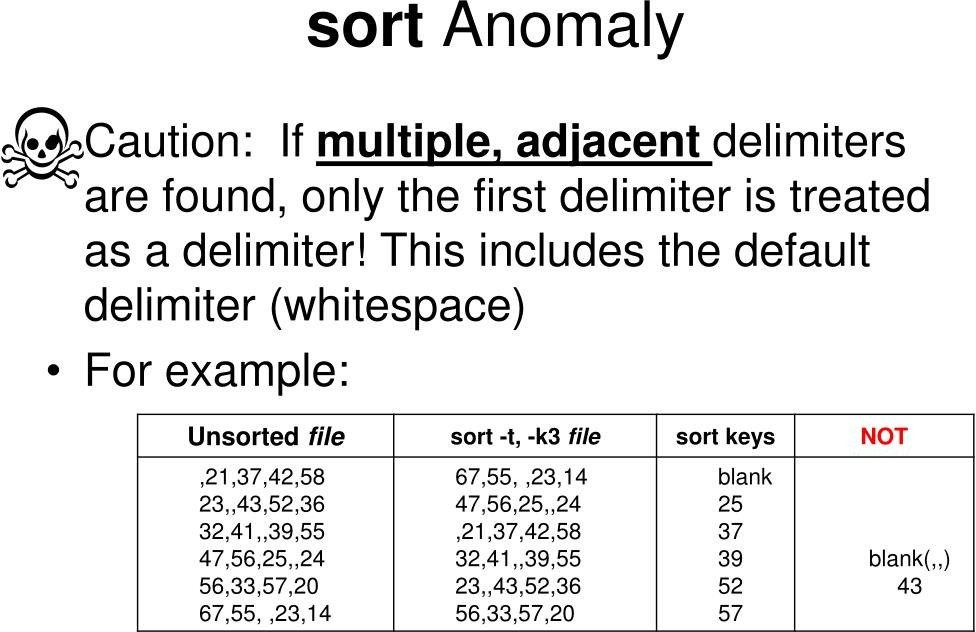 sort Anomaly
Caution: If multiple, adjacent delimiters
are found, only the first delimiter is treated
as a delimiter! This includes the default
delimiter (whitespace)
• For example:
Unsorted file sort -t, -k3 file sort keys NOT
,21,37,42,58 67,55, ,23,14 blank
23,,43,52,36 47,56,25,,24 25
32,41,,39,55 ,21,37,42,58 37
47,56,25,,24 32,41,,39,55 39 blank(,,)
56,33,57,20 23,,43,52,36 52 43
67,55, ,23,14 56,33,57,20 57